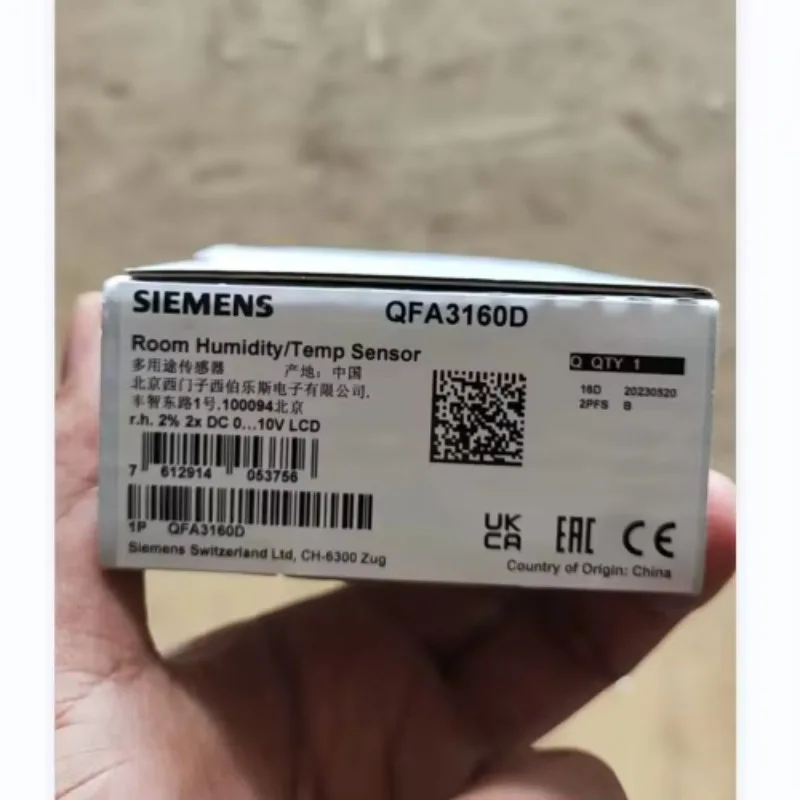 SIEMENS
QFA3160D
Room Humidity/Temp Sensor
多用途传感器 产地：中国
北京西门子西伯乐斯电子有限公司.
丰智东路1号.100094北京
r.h. 2% 2x DC 0...10V LCD
7 612914 053756
1P QFA3160D
Siemens Switzerland Ltd, CH-6300 Zug
Q QTY 1
16D 20230520
2PFS B
UK CA
EAC
CE
Country of Origin: China